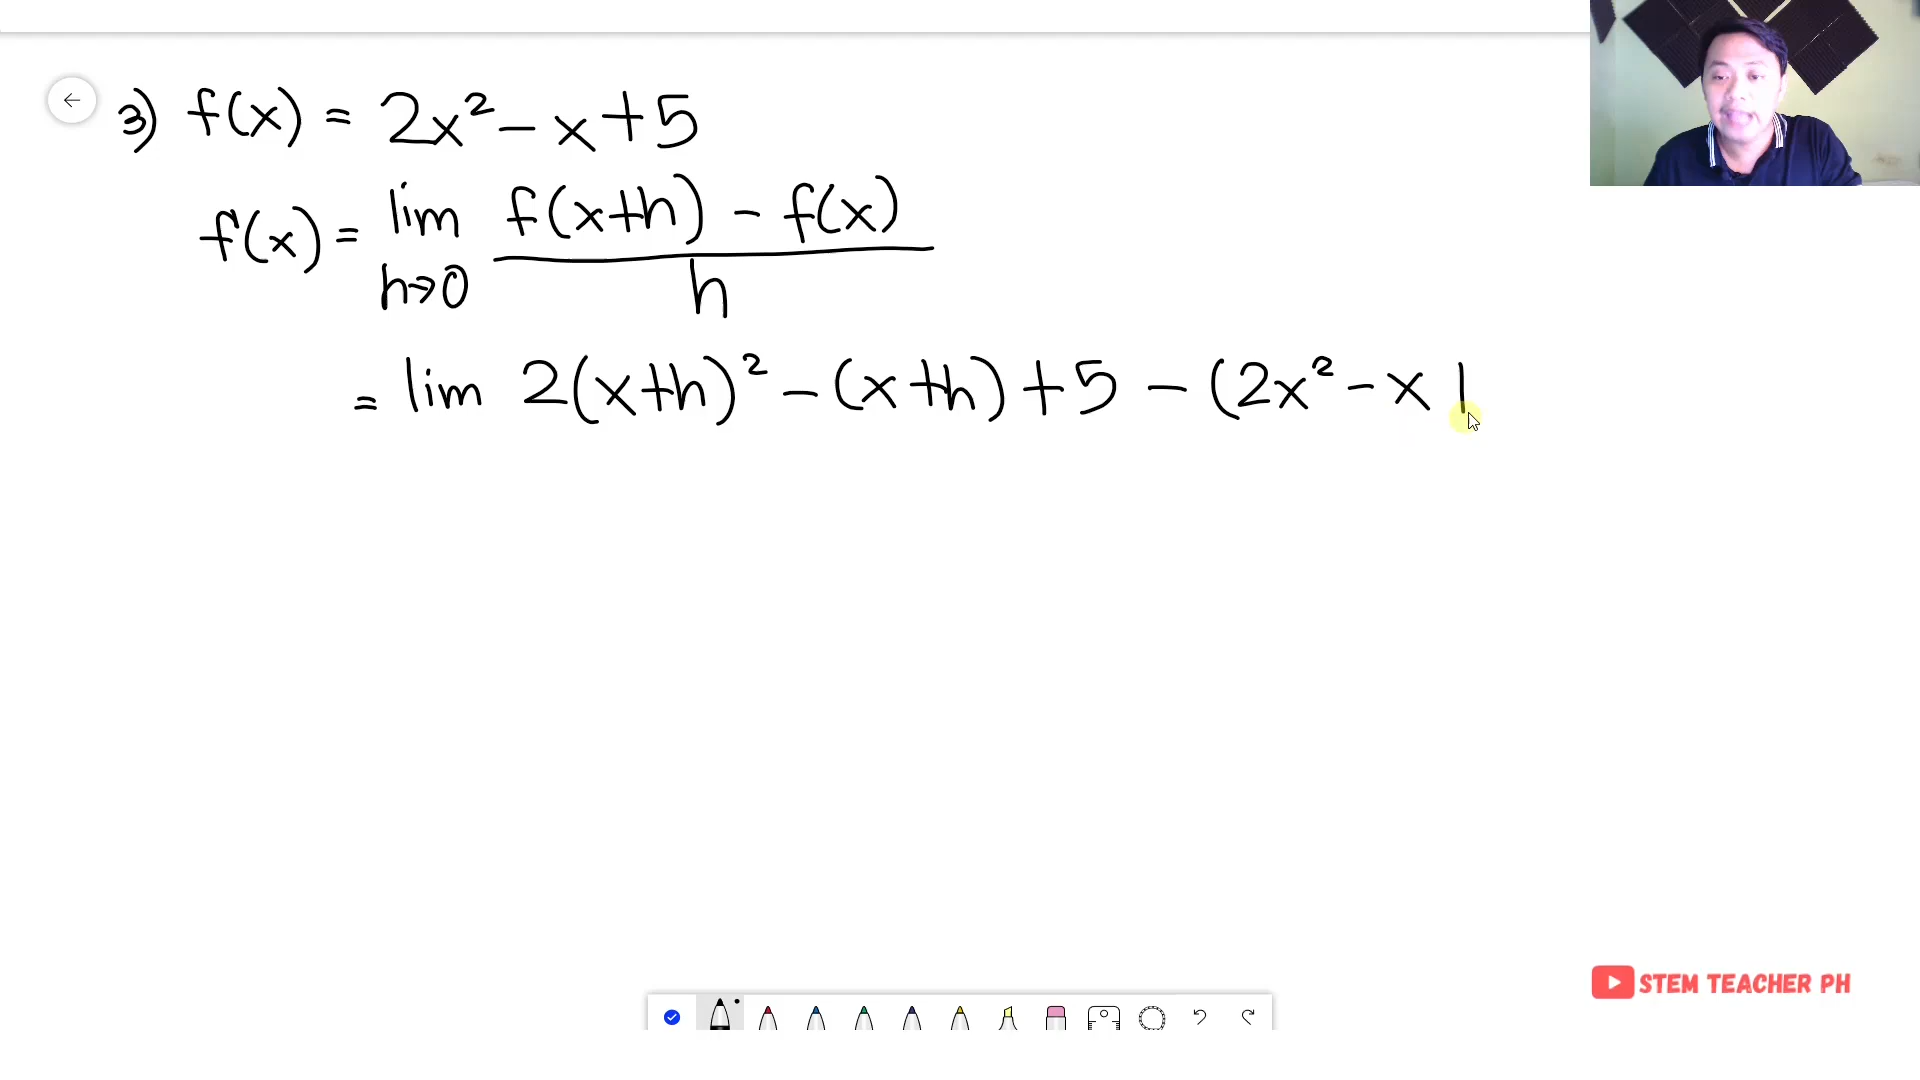 3) f(x) = 2x² - x + 5
f'(x) = lim f(x+h) - f(x)
h→0 h
= lim 2(x+h)² - (x+h) + 5 - (2x² - x |
STEM TEACHER PH